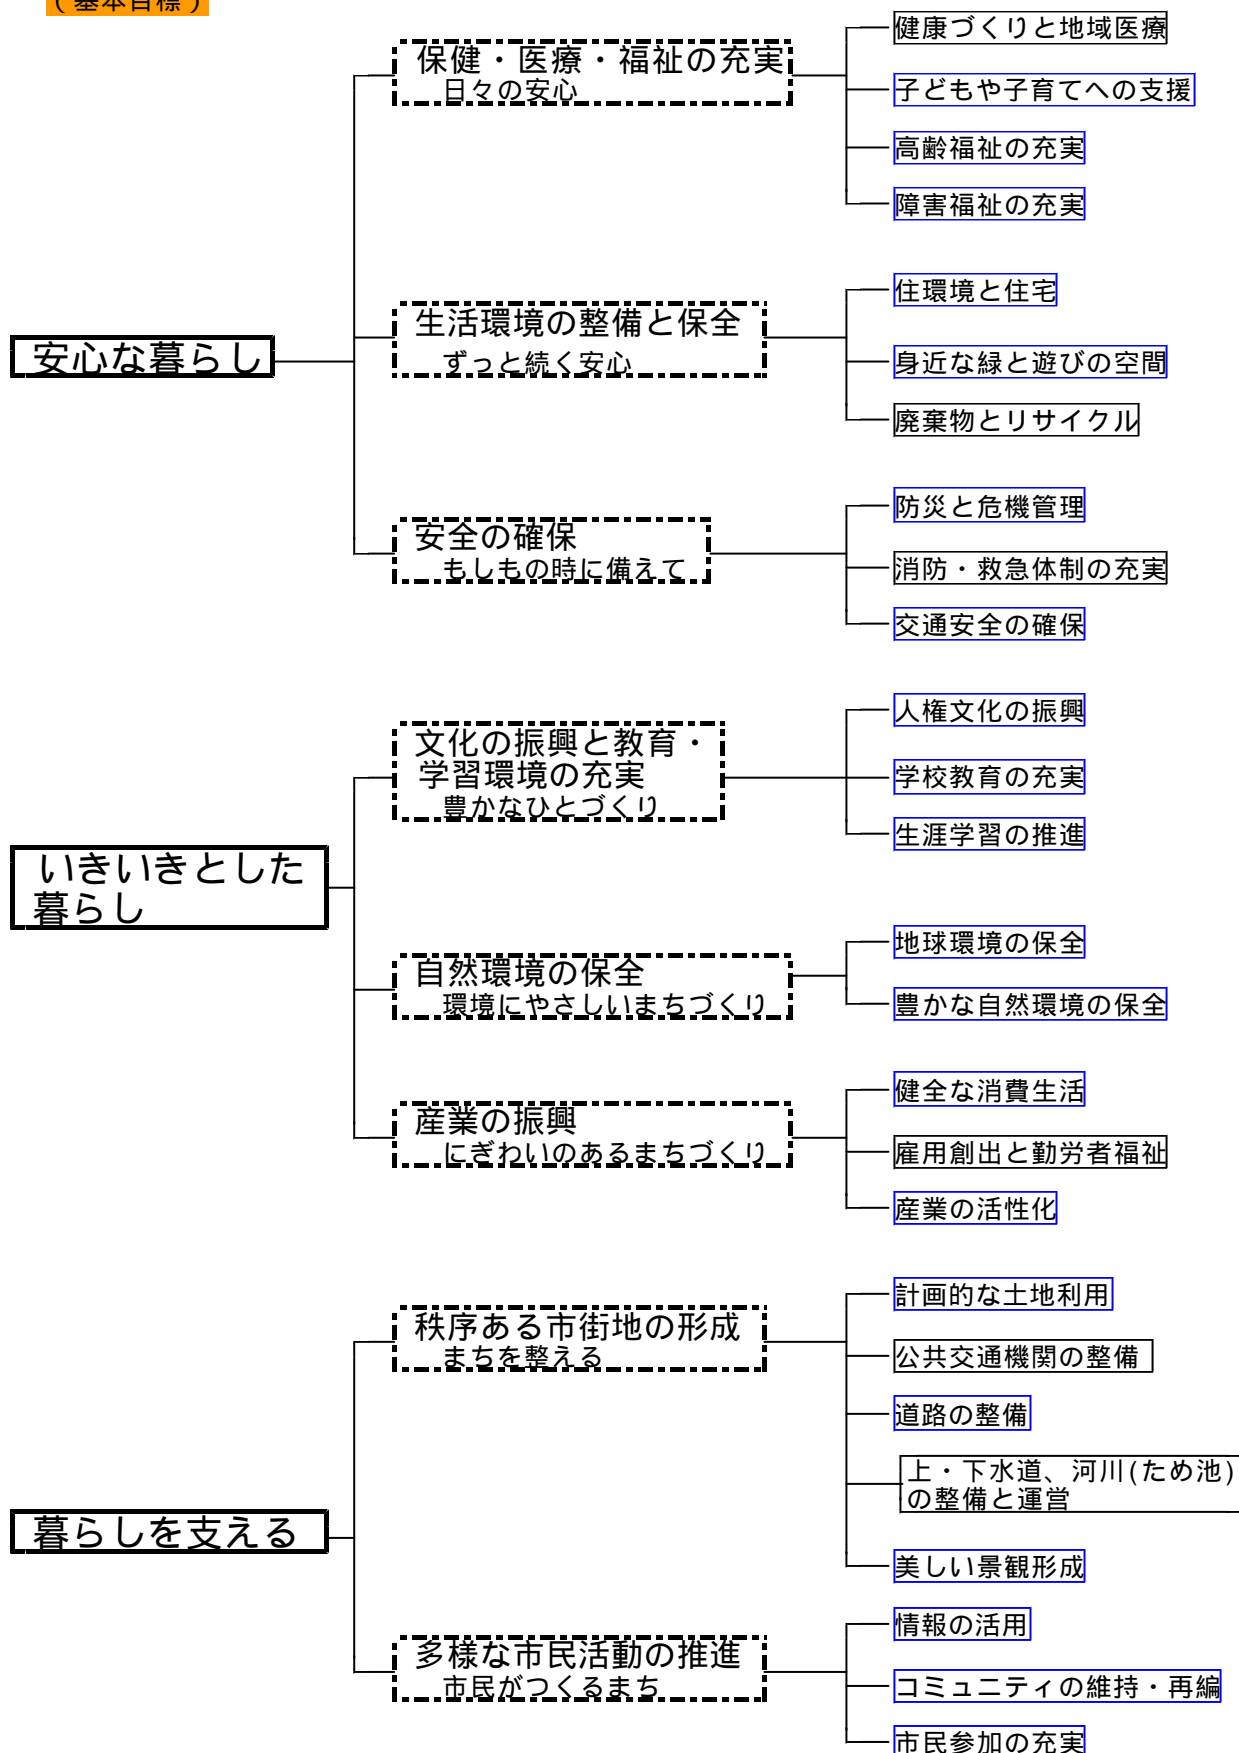 (基本目標)
安心な暮らし
保健・医療・福祉の充実
日々の安心
健康づくりと地域医療
子どもや子育てへの支援
高齢福祉の充実
障害福祉の充実
生活環境の整備と保全
ずっと続く安心
住環境と住宅
身近な緑と遊びの空間
廃棄物とリサイクル
安全の確保
もしもの時に備えて
防災と危機管理
消防・救急体制の充実
交通安全の確保
いきいきとした
暮らし
文化の振興と教育・
学習環境の充実
豊かなひとづくり
人権文化の振興
学校教育の充実
生涯学習の推進
自然環境の保全
環境にやさしいまちづくり
地球環境の保全
豊かな自然環境の保全
産業の振興
にぎわいのあるまちづくり
健全な消費生活
雇用創出と勤労者福祉
産業の活性化
暮らしを支える
秩序ある市街地の形成
まちを整える
計画的な土地利用
公共交通機関の整備
道路の整備
上・下水道、河川(ため池)
の整備と運営
美しい景観形成
多様な市民活動の推進
市民がつくるまち
情報の活用
コミュニティの維持・再編
市民参加の充実